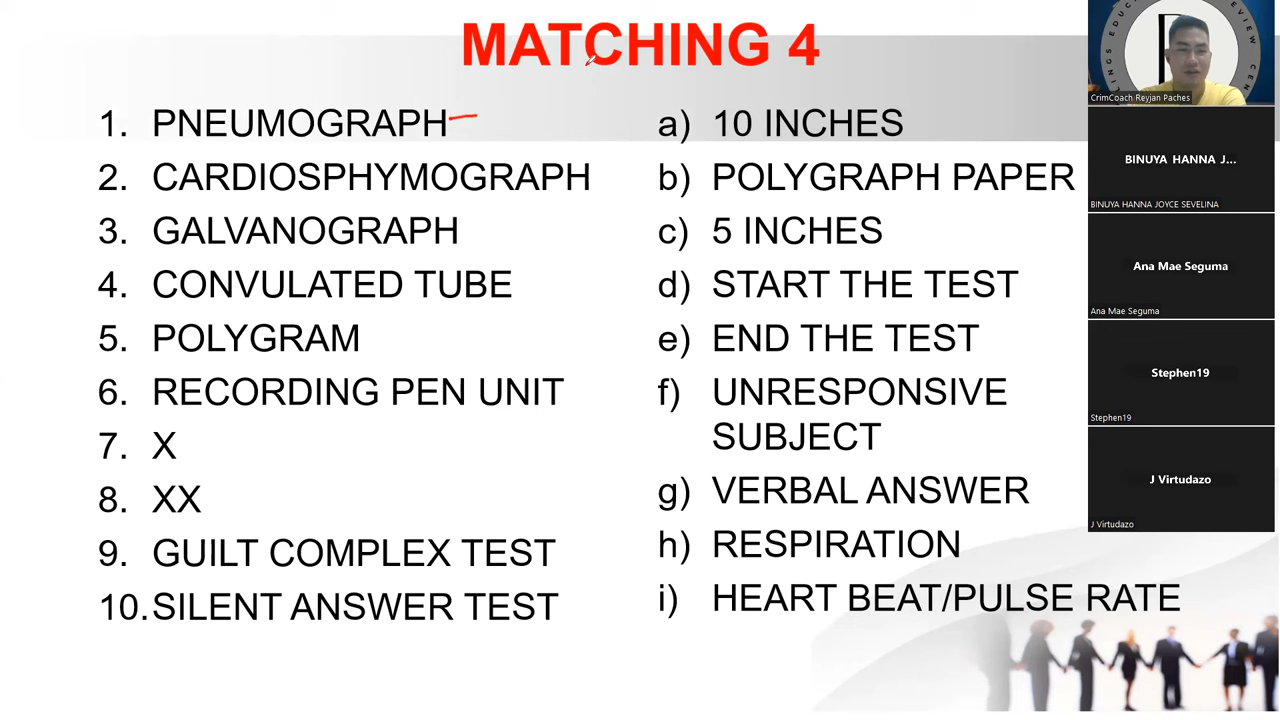 MATCHING 4
1. PNEUMOGRAPH
2. CARDIOSPHYMOGRAPH
3. GALVANOGRAPH
4. CONVULATED TUBE
5. POLYGRAM
6. RECORDING PEN UNIT
7. X
8. XX
9. GUILT COMPLEX TEST
10. SILENT ANSWER TEST
a) 10 INCHES
b) POLYGRAPH PAPER
c) 5 INCHES
d) START THE TEST
e) END THE TEST
f) UNRESPONSIVE
SUBJECT
g) VERBAL ANSWER
h) RESPIRATION
i) HEART BEAT/PULSE RATE
CrimCoach Reyjan Paches
BINUYA HANNA J...
BINUYA HANNA JOYCE SEVELINA
Ana Mae Seguma
Ana Mae Seguma
Stephen19
Stephen19
J Virtudazo
J Virtudazo